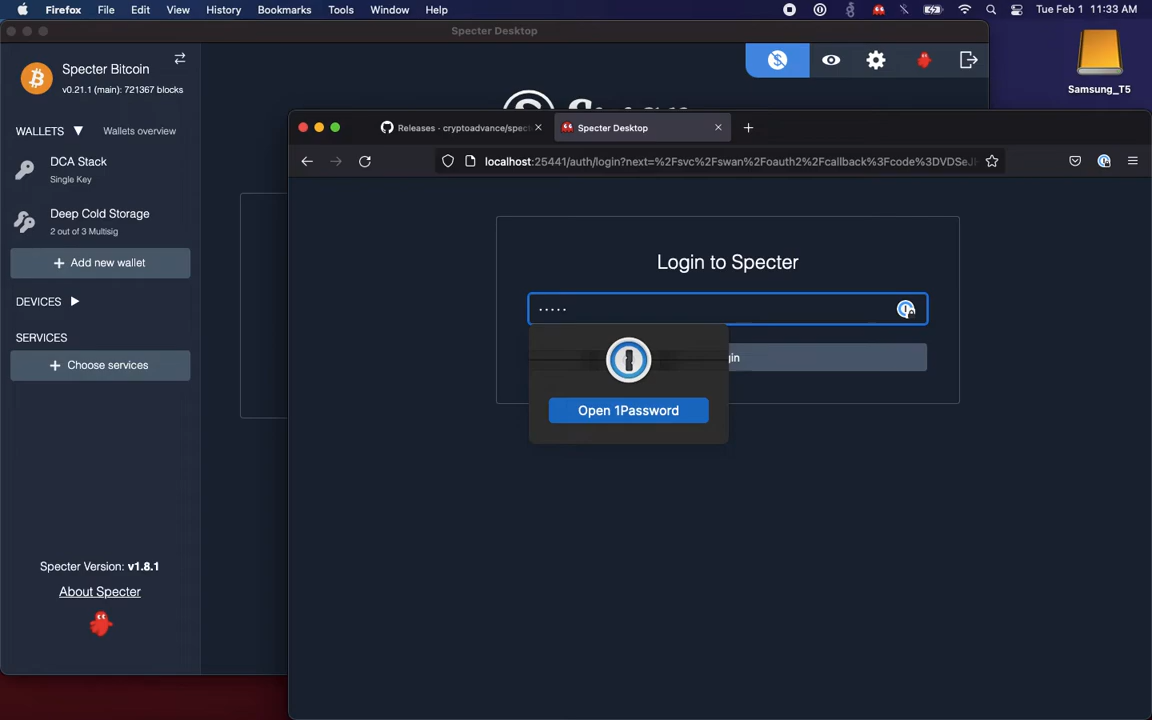 Firefox File Edit View History Bookmarks Tools Window Help Tue Feb 1 11:33 AM
Specter Desktop
Specter Bitcoin
v0.21.1 (main): 721367 blocks
Samsung_T5
WALLETS ▼ Wallets overview
DCA Stack
Single Key
Deep Cold Storage
2 out of 3 Multisig
+ Add new wallet
DEVICES ▶
SERVICES
+ Choose services
Specter Version: v1.8.1
About Specter
Releases · cryptoadvance/spect
Specter Desktop
localhost:25441/auth/login?next=%2Fsvc%2Fswan%2Foauth2%2Fcallback%3Fcode%3DVDSeJ
Login to Specter
·····
gin
Open 1Password